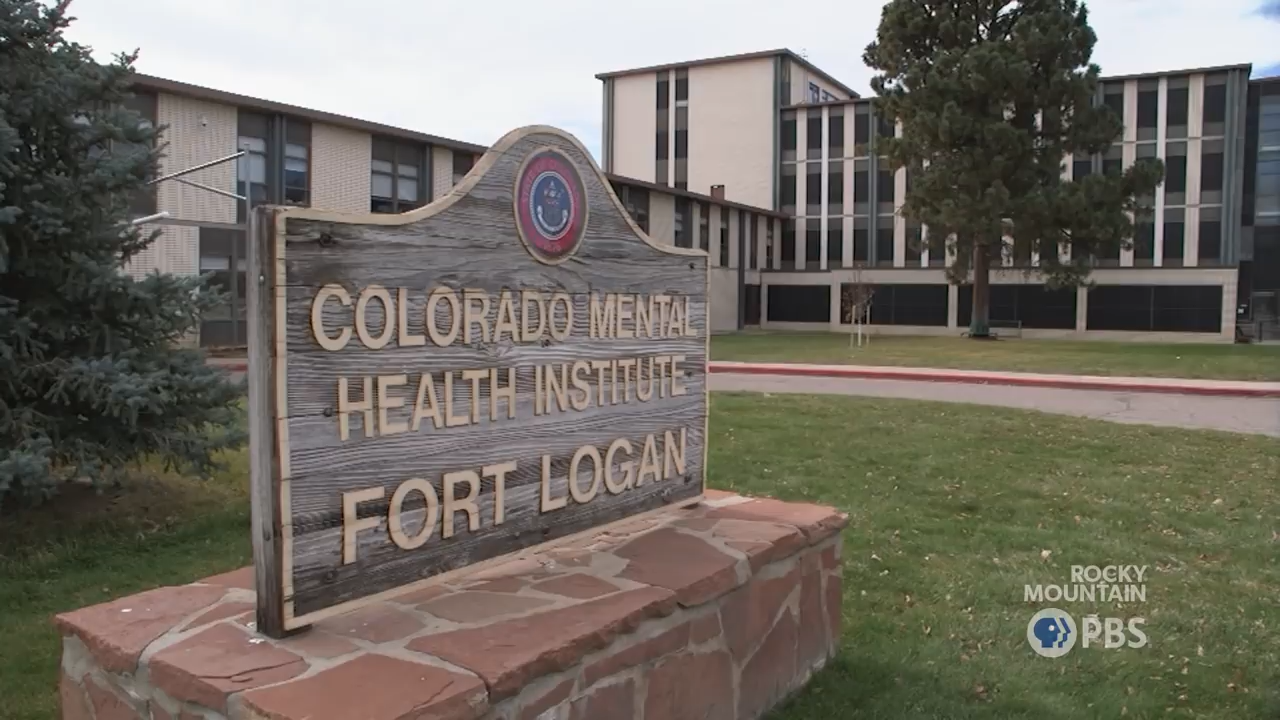 COLORADO MENTAL
HEALTH INSTITUTE
FORT LOGAN
ROCKY
MOUNTAIN
PBS